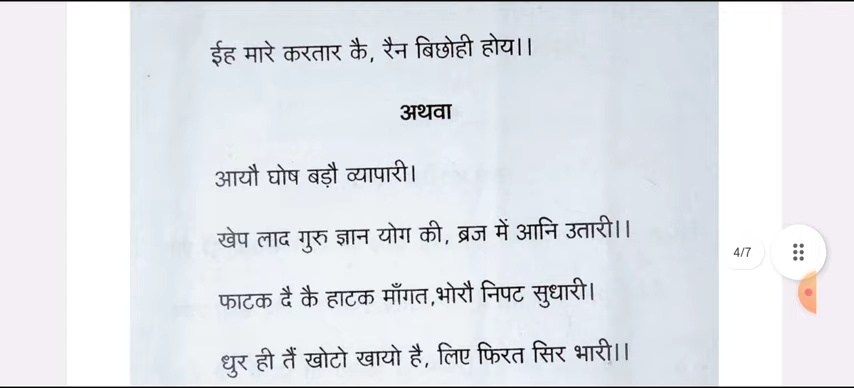 ईह मारे करतार कै, रैन बिछोही होय।।
अथवा
आयौ घोष बड़ौ व्यापारी।
खेप लाद गुरु ज्ञान योग की, ब्रज में आनि उतारी।।
4/7
फाटक दै कै हाटक माँगत,भोरौ निपट सुधारी।
धुर ही तैं खोटो खायो है, लिए फिरत सिर भारी।।